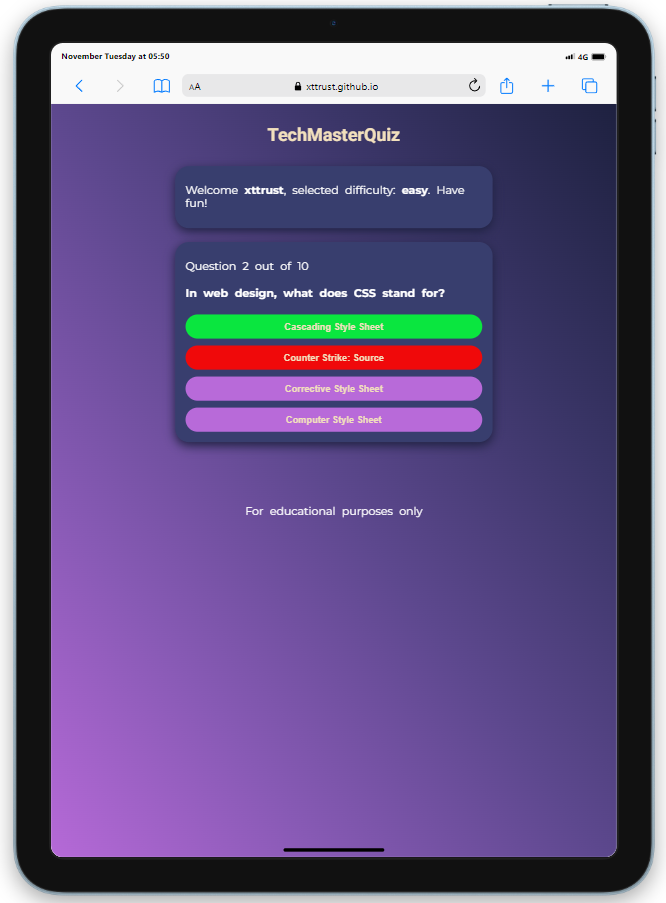 November Tuesday at 05:50
4G
AA
xttrust.github.io
TechMasterQuiz
Welcome xttrust, selected difficulty: easy. Have
fun!
Question 2 out of 10
In web design, what does CSS stand for?
Cascading Style Sheet
Counter Strike: Source
Corrective Style Sheet
Computer Style Sheet
For educational purposes only